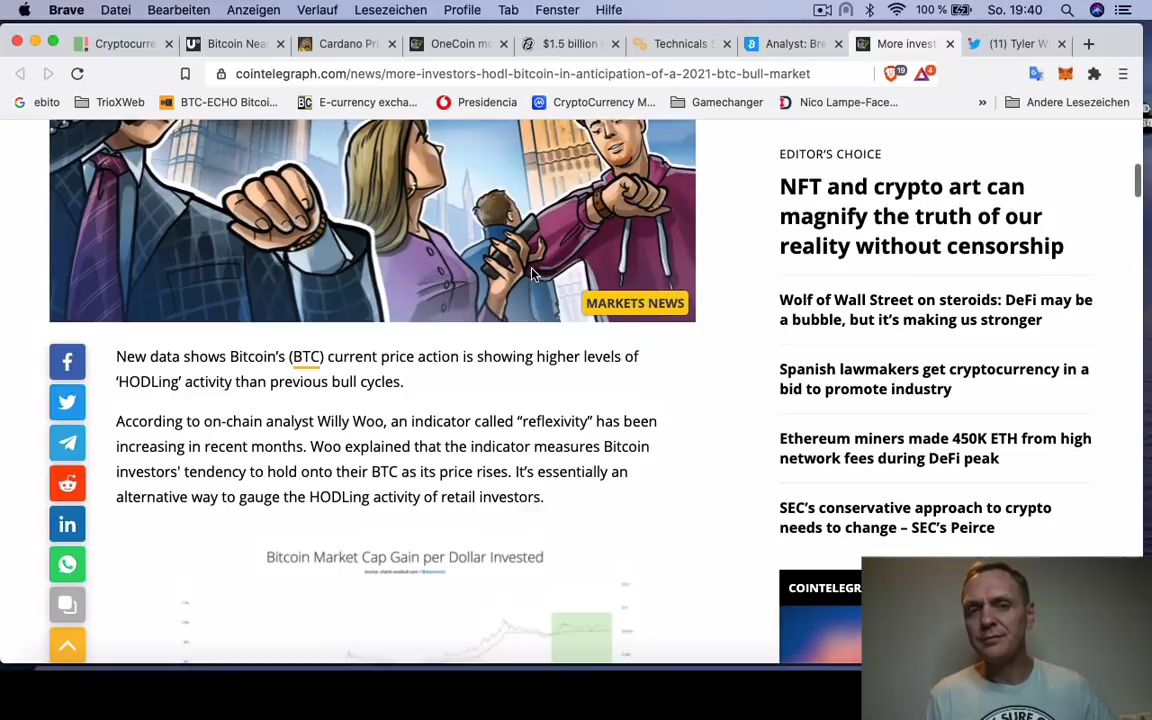 Brave Datei Bearbeiten Anzeigen Verlauf Lesezeichen Profile Tab Fenster Hilfe 100 % So. 19:40
Cryptocurre × Bitcoin Nea × Cardano Pri × OneCoin m × $1.5 billion × Technicals × Analyst: Bre × More invest × (11) Tyler W ×
cointelegraph.com/news/more-investors-hodl-bitcoin-in-anticipation-of-a-2021-btc-bull-market 19 4
ebito TrioXWeb BTC-ECHO Bitcoi... E-currency excha... Presidencia CryptoCurrency M... Gamechanger Nico Lampe-Face... » Andere Lesezeichen
MARKETS NEWS
New data shows Bitcoin's (BTC) current price action is showing higher levels of
‘HODLing’ activity than previous bull cycles.
According to on-chain analyst Willy Woo, an indicator called “reflexivity” has been
increasing in recent months. Woo explained that the indicator measures Bitcoin
investors' tendency to hold onto their BTC as its price rises. It’s essentially an
alternative way to gauge the HODLing activity of retail investors.
Bitcoin Market Cap Gain per Dollar Invested
EDITOR’S CHOICE
NFT and crypto art can
magnify the truth of our
reality without censorship
Wolf of Wall Street on steroids: DeFi may be
a bubble, but it’s making us stronger
Spanish lawmakers get cryptocurrency in a
bid to promote industry
Ethereum miners made 450K ETH from high
network fees during DeFi peak
SEC’s conservative approach to crypto
needs to change – SEC’s Peirce
COINTELEGR